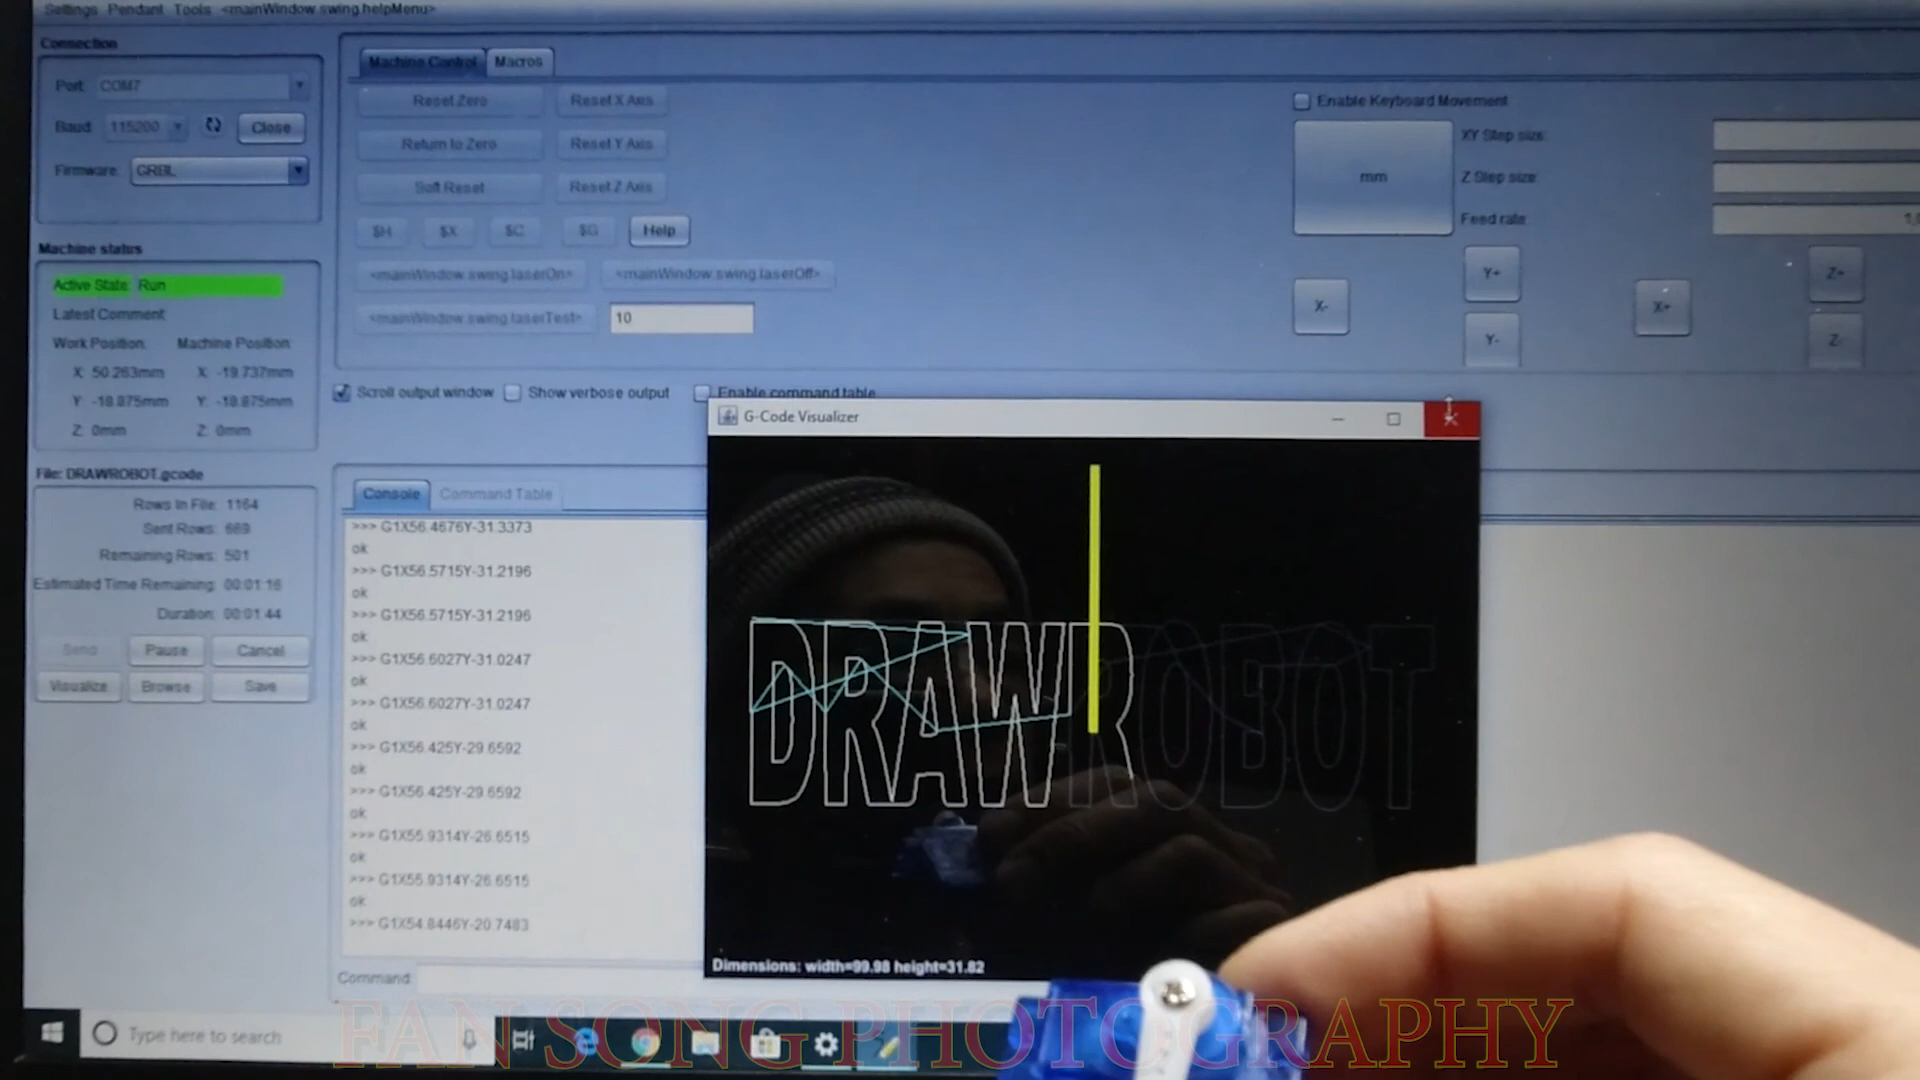 Settings Pendant Tools <mainWindow.swing.helpMenu>
Connection
Port: COM7
Baud: 115200
Close
Firmware: GRBL
Machine Control Macros
Reset Zero Reset X Axis
Return to Zero Reset Y Axis
Soft Reset Reset Z Axis
$H $X $C $G Help
<mainWindow.swing.laserOn> <mainWindow.swing.laserOff>
<mainWindow.swing.laserTest> 10
Enable Keyboard Movement
mm
XY Step size:
Z Step size:
Feed rate:
Y+
Z+
X-
X+
Y-
Z-
Machine status
Active State: Run
Latest Comment:
Work Position: Machine Position:
X: 50.263mm X: -19.737mm
Y: -18.875mm Y: -18.875mm
Z: 0mm Z: 0mm
Scroll output window Show verbose output Enable command table
File: DRAWROBOT.gcode
Rows In File: 1164
Sent Rows: 669
Remaining Rows: 501
Estimated Time Remaining: 00:01:16
Duration: 00:01:44
Send Pause Cancel
Visualize Browse Save
Console Command Table
>>> G1X56.4676Y-31.3373
ok
>>> G1X56.5715Y-31.2196
ok
>>> G1X56.5715Y-31.2196
ok
>>> G1X56.6027Y-31.0247
ok
>>> G1X56.6027Y-31.0247
ok
>>> G1X56.425Y-29.6592
ok
>>> G1X56.425Y-29.6592
ok
>>> G1X55.9314Y-26.6515
ok
>>> G1X55.9314Y-26.6515
ok
>>> G1X54.8446Y-20.7483
Command:
G-Code Visualizer
DRAWROBOT
Dimensions: width=99.98 height=31.82
FAN SONG PHOTOGRAPHY
Type here to search